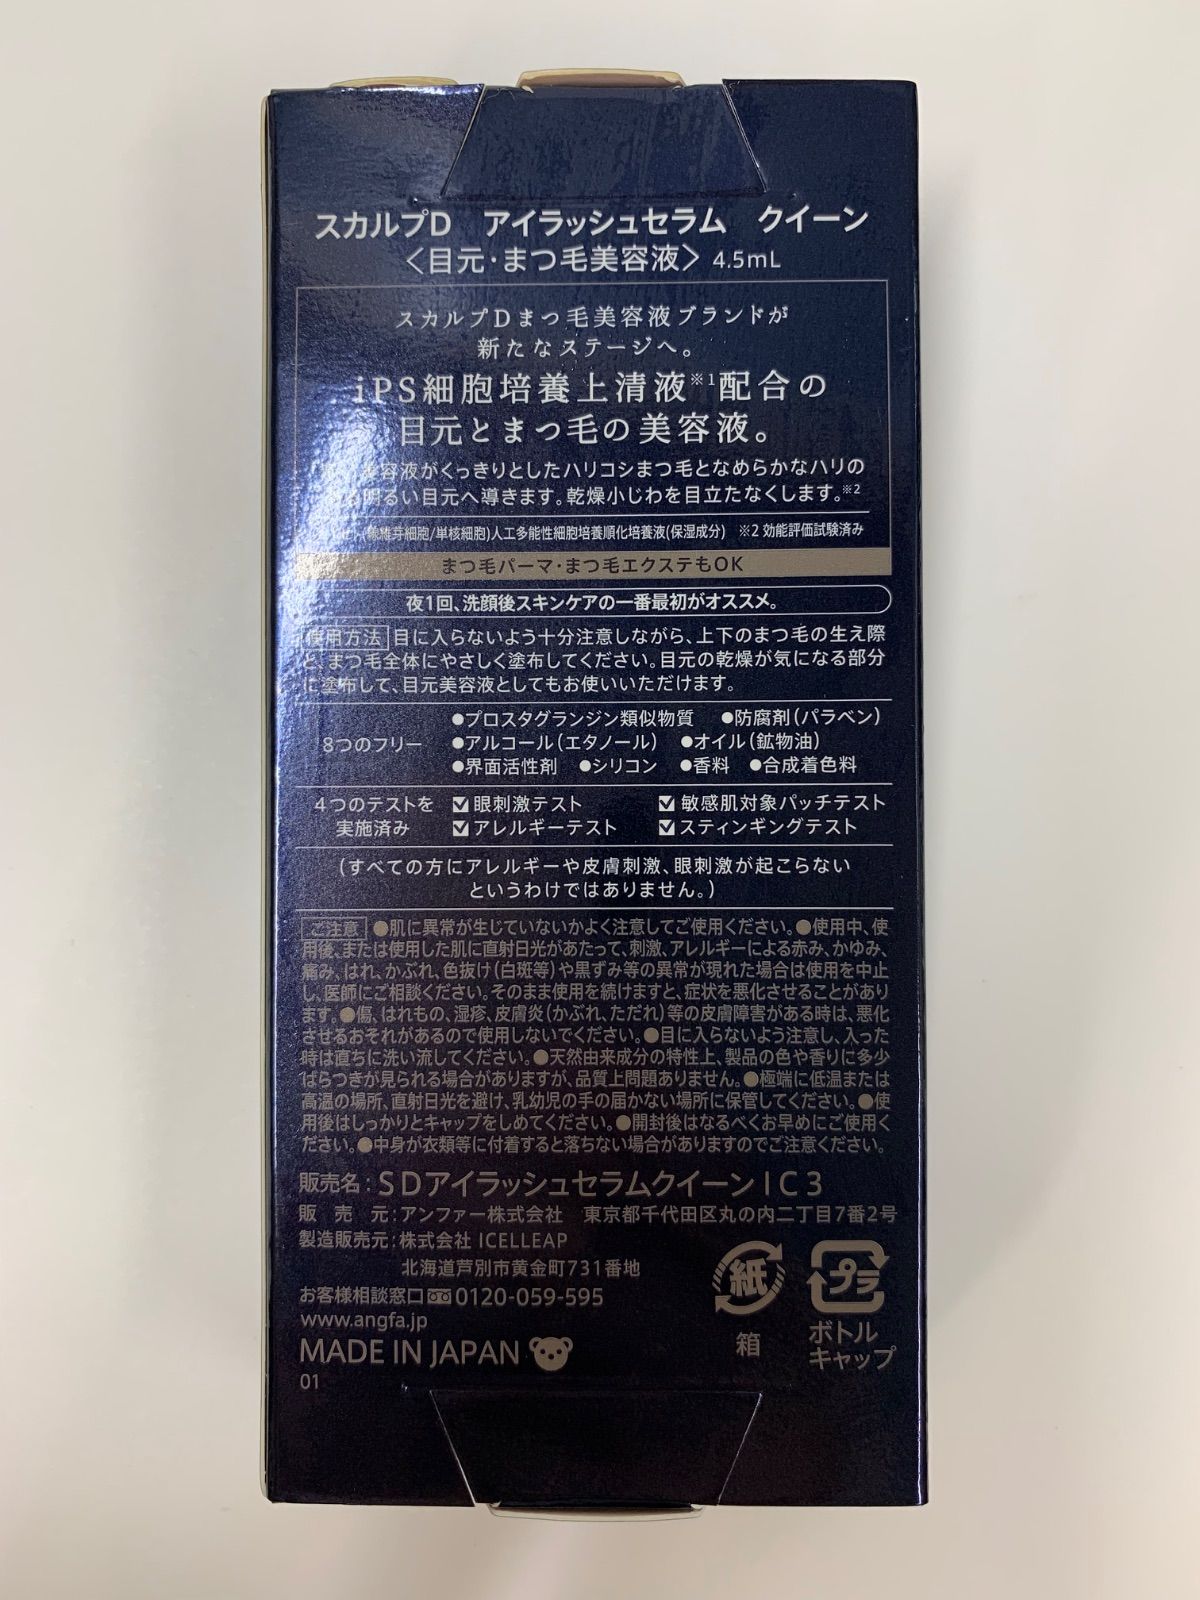 スカルプD アイラッシュセラム クイーン
〈目元・まつ毛美容液〉 4.5mL
スカルプDまつ毛美容液ブランドが
新たなステージへ。
iPS細胞培養上清液※1配合の
目元とまつ毛の美容液。
美容液がくっきりとしたハリコシまつ毛となめらかなハリの
明るい目元へ導きます。乾燥小じわを目立たなくします。※2
(線維芽細胞/単核細胞)人工多能性細胞培養順化培養液(保湿成分) ※2 効能評価試験済み
まつ毛パーマ・まつ毛エクステもOK
夜1回、洗顔後スキンケアの一番最初がオススメ。
使用方法 目に入らないよう十分注意しながら、上下のまつ毛の生え際
と、まつ毛全体にやさしく塗布してください。目元の乾燥が気になる部分
に塗布して、目元美容液としてもお使いいただけます。
8つのフリー
●プロスタグランジン類似物質 ●防腐剤(パラベン)
●アルコール(エタノール) ●オイル(鉱物油)
●界面活性剤 ●シリコン ●香料 ●合成着色料
4つのテストを
実施済み
☑眼刺激テスト ☑敏感肌対象パッチテスト
☑アレルギーテスト ☑スティンギングテスト
(すべての方にアレルギーや皮膚刺激、眼刺激が起こらない
というわけではありません。)
ご注意 ●肌に異常が生じていないかよく注意してご使用ください。●使用中、使
用後、または使用した肌に直射日光があたって、刺激、アレルギーによる赤み、かゆみ、
痛み、はれ、かぶれ、色抜け(白斑等)や黒ずみ等の異常が現れた場合は使用を中止
し、医師にご相談ください。そのまま使用を続けますと、症状を悪化させることがあり
ます。●傷、はれもの、湿疹、皮膚炎(かぶれ、ただれ)等の皮膚障害がある時は、悪化
させるおそれがあるので使用しないでください。●目に入らないよう注意し、入った
時は直ちに洗い流してください。●天然由来成分の特性上、製品の色や香りに多少
ばらつきが見られる場合がありますが、品質上問題ありません。●極端に低温または
高温の場所、直射日光を避け、乳幼児の手の届かない場所に保管してください。●使
用後はしっかりとキャップをしめてください。●開封後はなるべくお早めにご使用く
ださい。●中身が衣類等に付着すると落ちない場合がありますのでご注意ください。
販売名:SDアイラッシュセラムクイーンIC3
販売元:アンファー株式会社 東京都千代田区丸の内二丁目7番2号
製造販売元:株式会社 ICELLEAP
北海道芦別市黄金町731番地
お客様相談窓口 0120-059-595
www.angfa.jp
MADE IN JAPAN
01
紙
箱
プラ
ボトル
キャップ